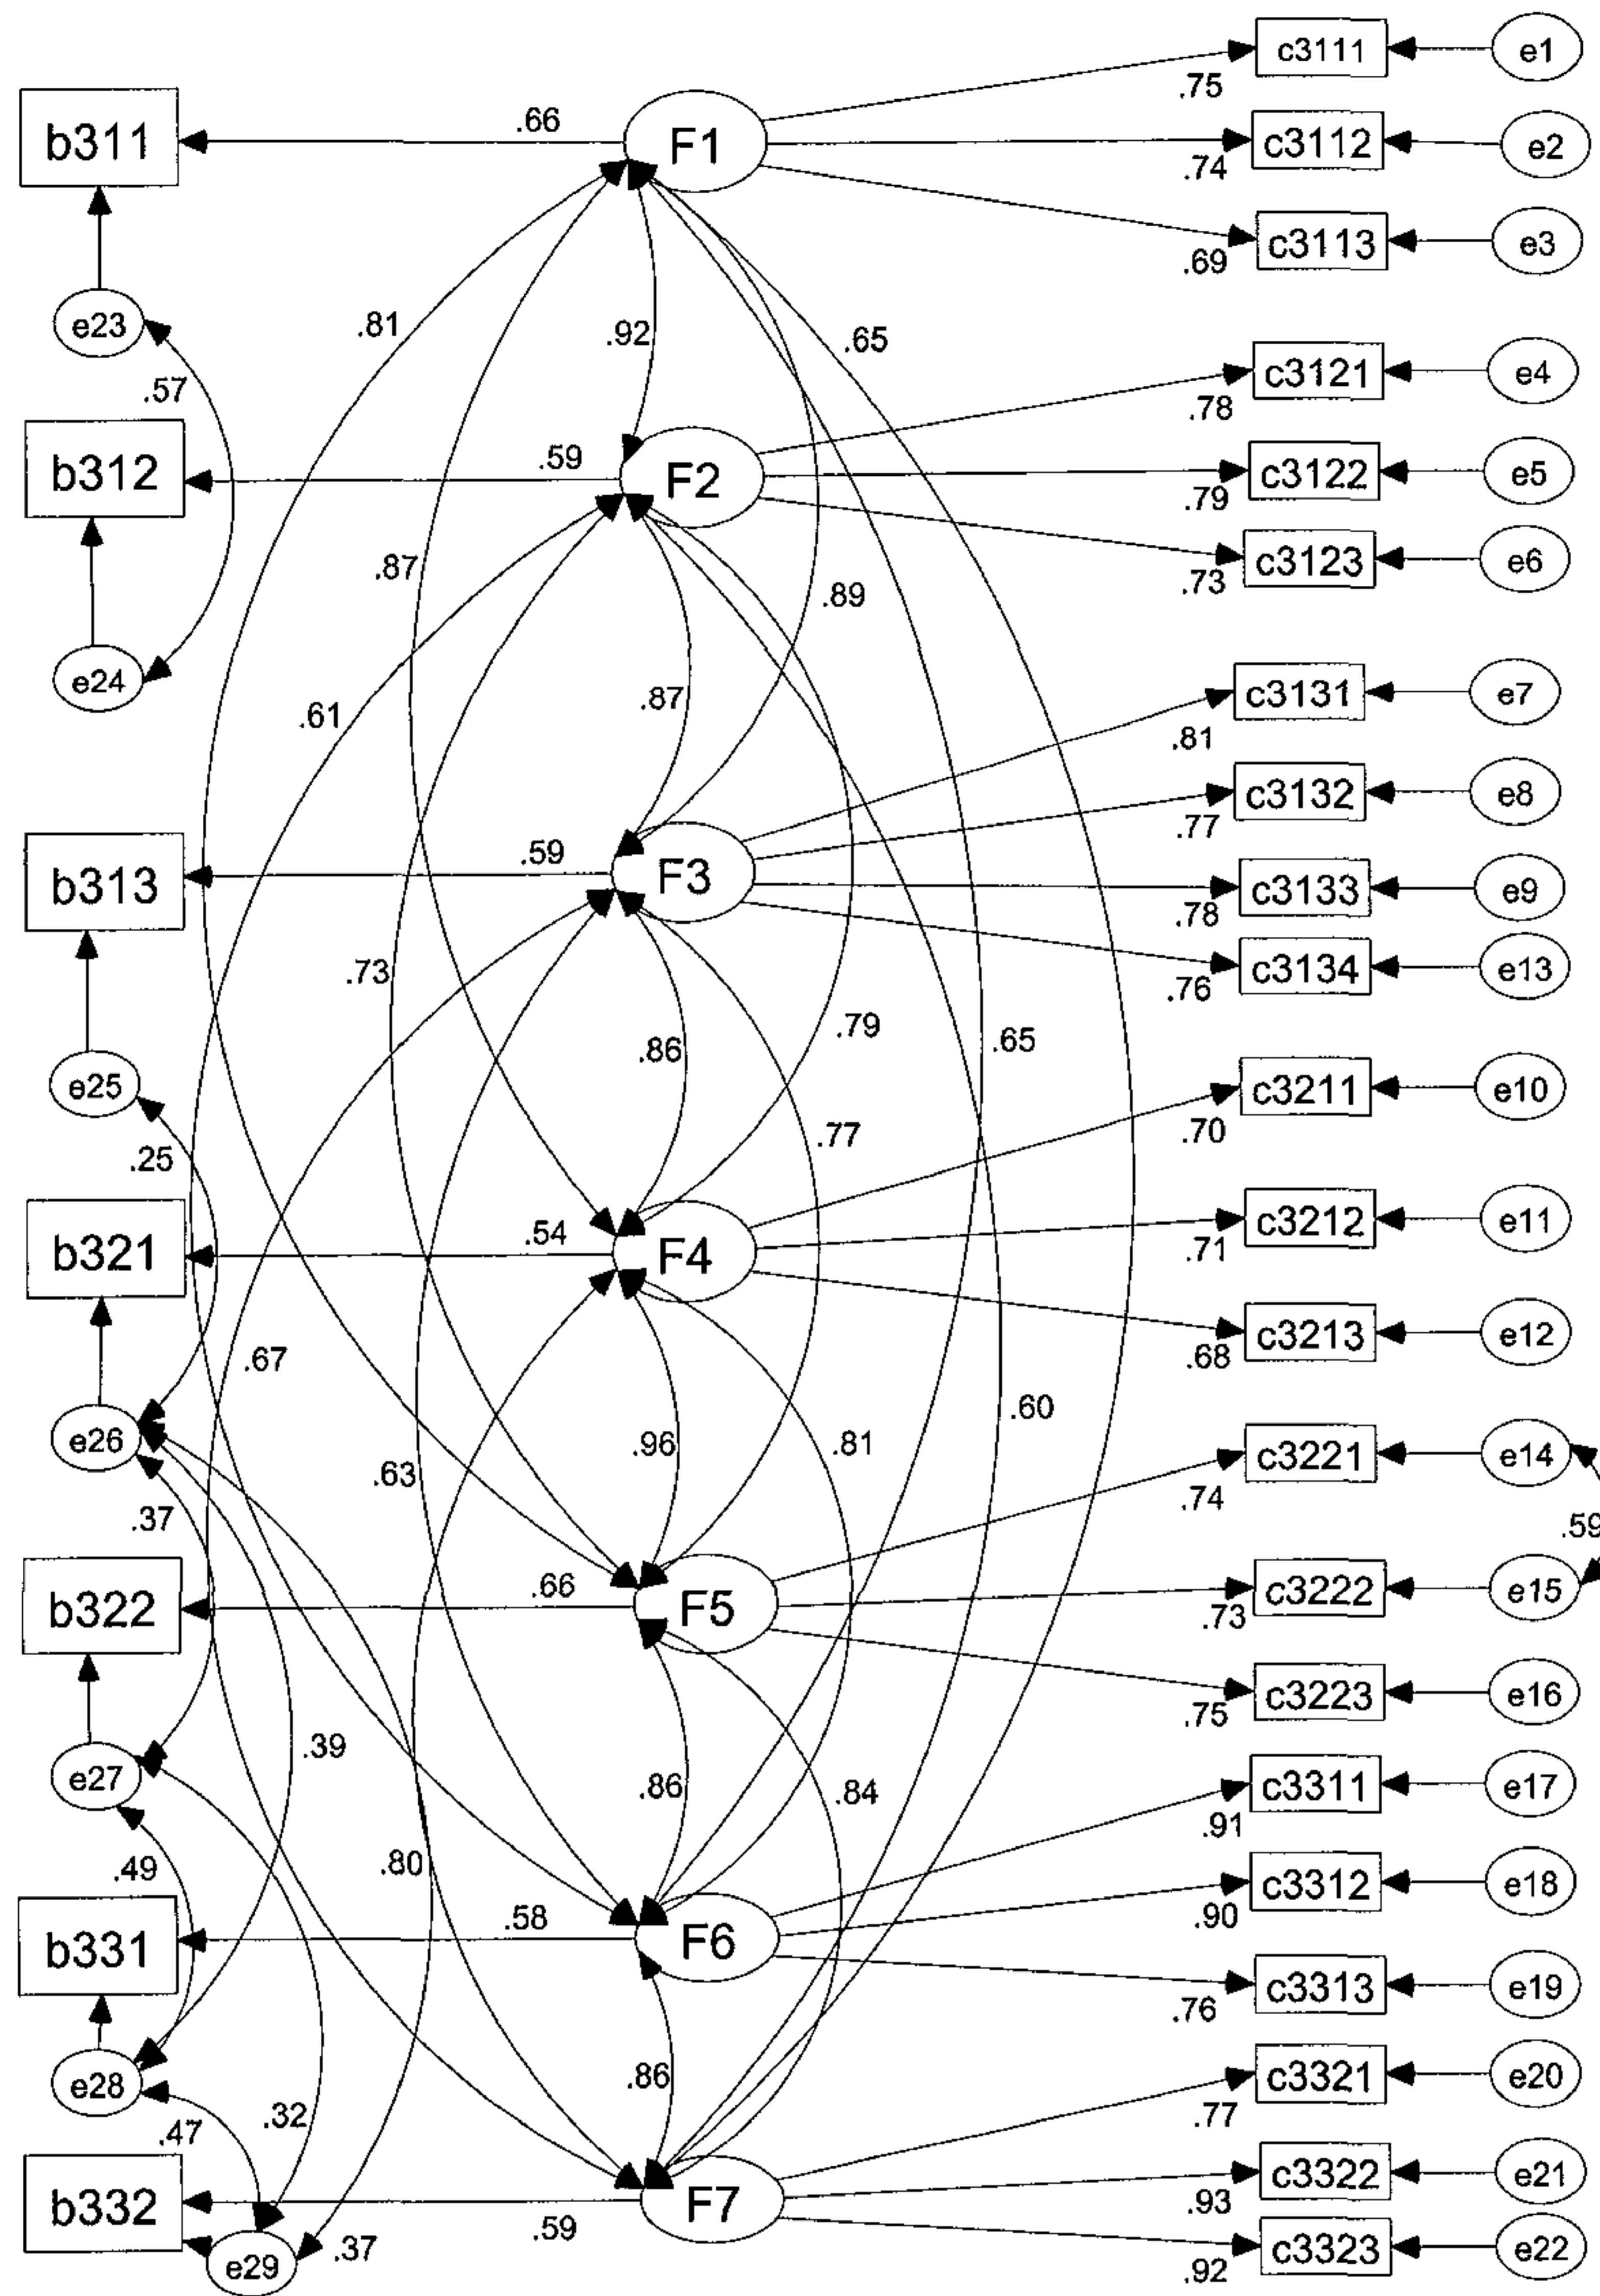 c3111 e1
.75
b311 .66 F1 c3112 e2
.74
c3113 e3
.69
e23 .81 .92 .65
.57
c3121 e4
.78
b312 .59 F2 c3122 e5
.79
.87 .89 c3123 e6
.73
e24 .61 .87 c3131 e7
.81
c3132 e8
.77
b313 .59 F3 c3133 e9
.78
.73 c3134 e13
.76
.86 .79 .65
e25 c3211 e10
.70
.25 .77
b321 .54 F4 c3212 e11
.71
c3213 e12
.68
.67 .60
e26 .63 .96 .81 c3221 e14
.74
.37 .59
b322 .66 F5 c3222 e15
.73
c3223 e16
.75
.39
e27 .86 .84 c3311 e17
.91
.49 .80 c3312 e18
.90
b331 .58 F6 c3313 e19
.76
e28 .86 c3321 e20
.77
.47 .32
b332 .59 F7 c3322 e21
.93
e29 .37 c3323 e22
.92